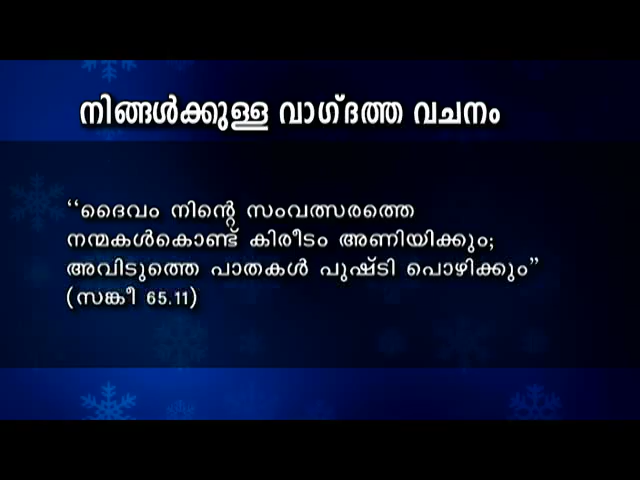 നിങ്ങൾക്കുള്ള വാഗ്ദത്ത വചനം
‘‘ദൈവം നിന്റെ സംവത്സരത്തെ
നന്മകൾകൊണ്ട് കിരീടം അണിയിക്കും;
അവിടുത്തെ പാതകൾ പുഷ്ടി പൊഴിക്കും’’
(സങ്കീ 65.11)